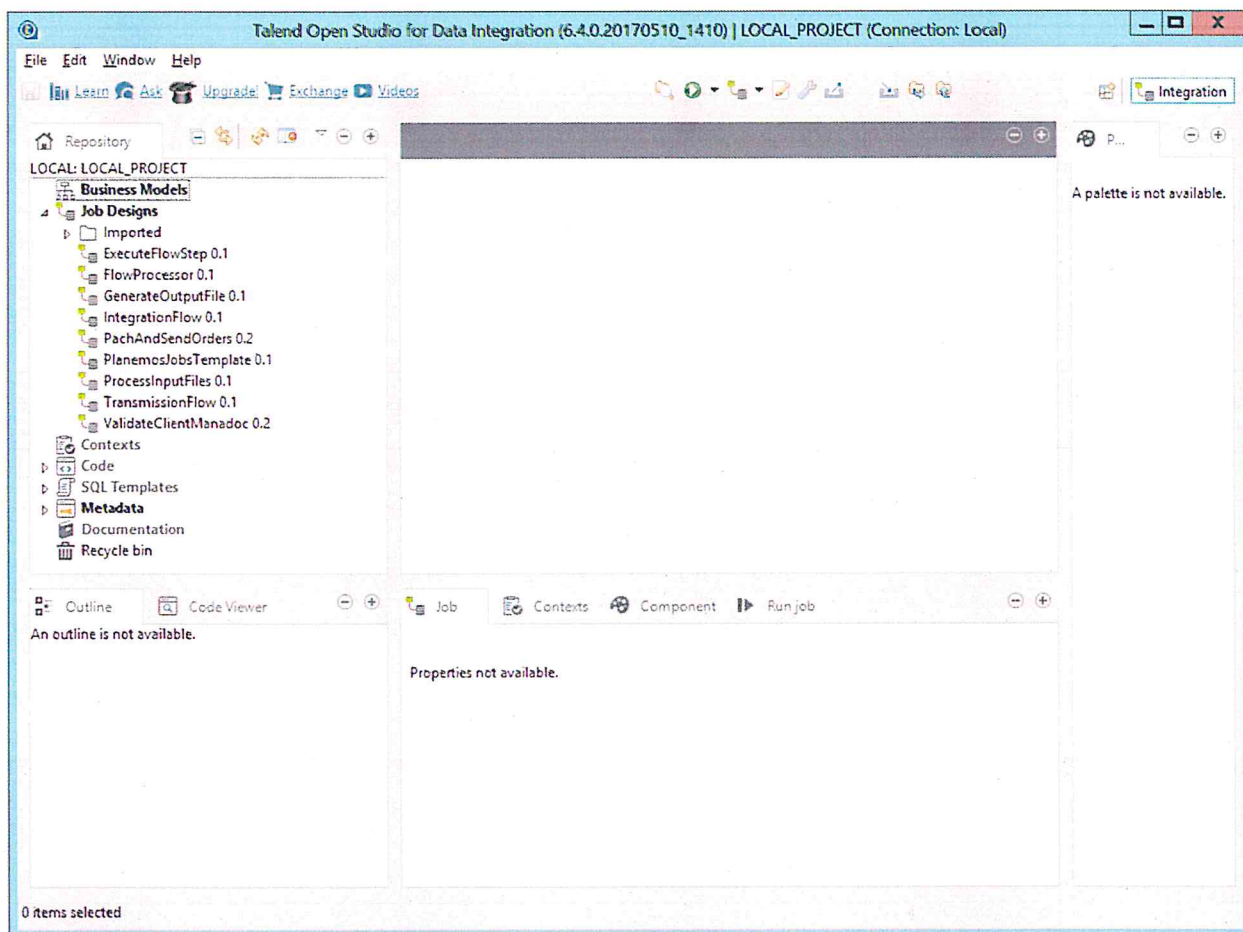 Talend Open Studio for Data Integration (6.4.0.20170510_1410) | LOCAL_PROJECT (Connection: Local)
File Edit Window Help
Learn Ask Upgrade! Exchange Videos
Integration
Repository
LOCAL: LOCAL_PROJECT
Business Models
Job Designs
Imported
ExecuteFlowStep 0.1
FlowProcessor 0.1
GenerateOutputFile 0.1
IntegrationFlow 0.1
PachAndSendOrders 0.2
PlanemosJobsTemplate 0.1
ProcessInputFiles 0.1
TransmissionFlow 0.1
ValidateClientManadoc 0.2
Contexts
Code
SQL Templates
Metadata
Documentation
Recycle bin
P...
A palette is not available.
Outline Code Viewer
An outline is not available.
Job Contexts Component Run job
Properties not available.
0 items selected